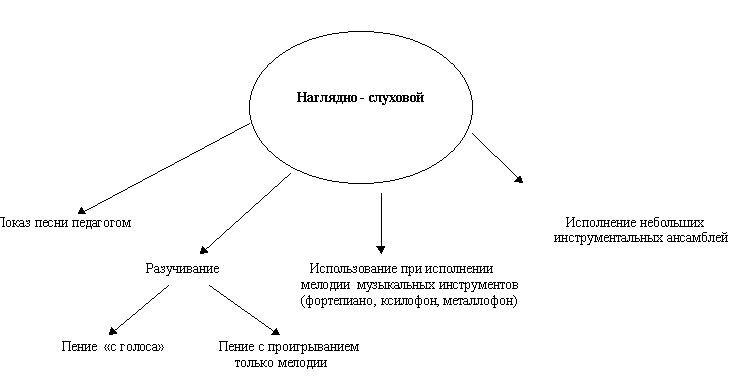 Наглядно - слуховой
Показ песни педагогом
Исполнение небольших
инструментальных ансамблей
Разучивание
Использование при исполнении
мелодии музыкальных инструментов
(фортепиано, ксилофон, металлофон)
Пение «с голоса»
Пение с проигрыванием
только мелодии